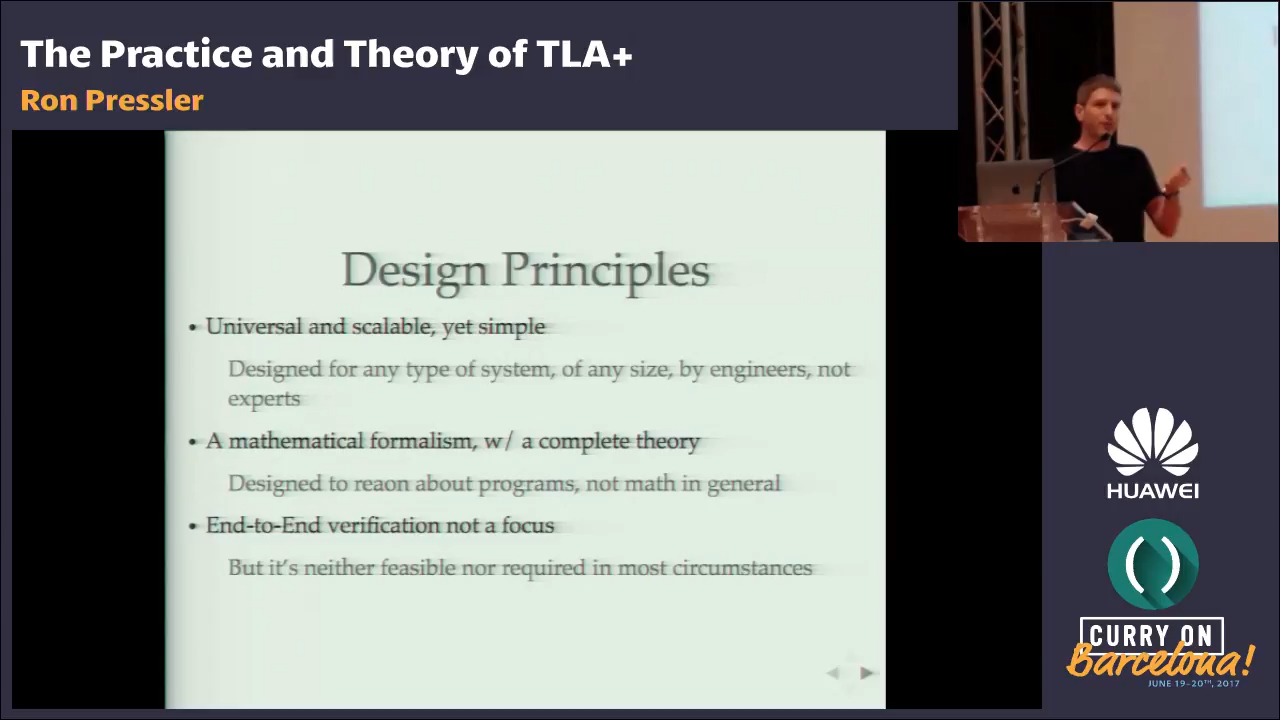 The Practice and Theory of TLA+
Ron Pressler
Design Principles
• Universal and scalable, yet simple
Designed for any type of system, of any size, by engineers, not
experts
• A mathematical formalism, w/ a complete theory
Designed to reaon about programs, not math in general
• End-to-End verification not a focus
But it's neither feasible nor required in most circumstances
HUAWEI
CURRY ON
Barcelona!
JUNE 19-20TH, 2017